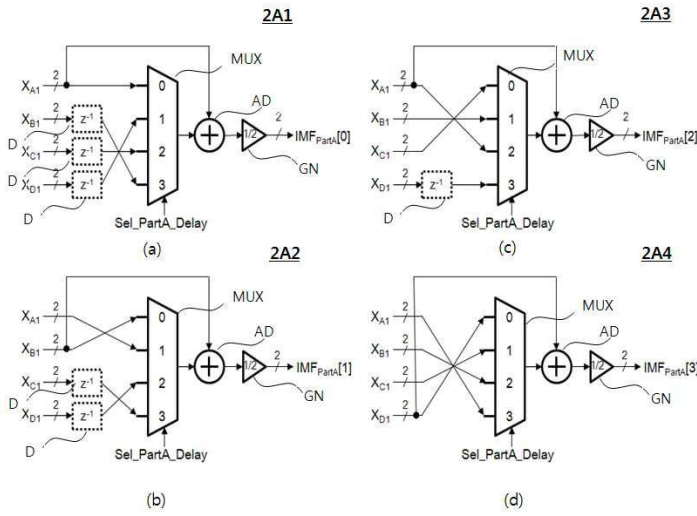 2A1
MUX
AD
GN
X_A1 2
X_B1 2
X_C1 2
X_D1 2
D z⁻¹
D z⁻¹
D z⁻¹
0
1
2
3
+
1/2
2
IMF_PartA[0]
Sel_PartA_Delay
(a)
2A3
MUX
AD
GN
X_A1 2
X_B1 2
X_C1 2
X_D1 2
D z⁻¹
0
1
2
3
+
1/2
2
IMF_PartA[2]
Sel_PartA_Delay
(c)
2A2
MUX
AD
GN
X_A1 2
X_B1 2
X_C1 2
X_D1 2
D z⁻¹
D z⁻¹
0
1
2
3
+
1/2
2
IMF_PartA[1]
Sel_PartA_Delay
(b)
2A4
MUX
AD
GN
X_A1 2
X_B1 2
X_C1 2
X_D1 2
0
1
2
3
+
1/2
2
IMF_PartA[3]
Sel_PartA_Delay
(d)